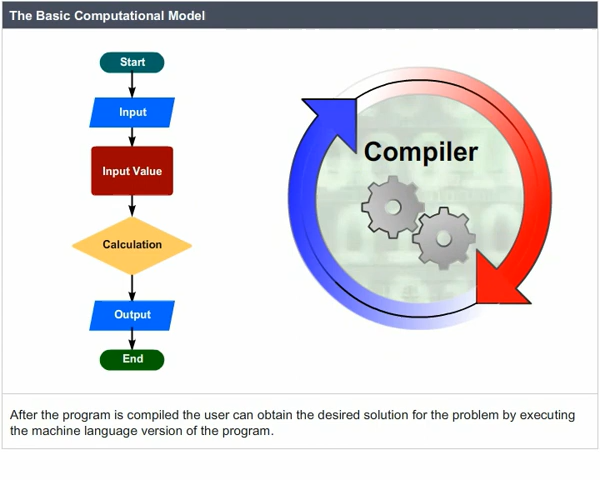 The Basic Computational Model
Start
Input
Input Value
Calculation
Output
End
Compiler
After the program is compiled the user can obtain the desired solution for the problem by executing
the machine language version of the program.